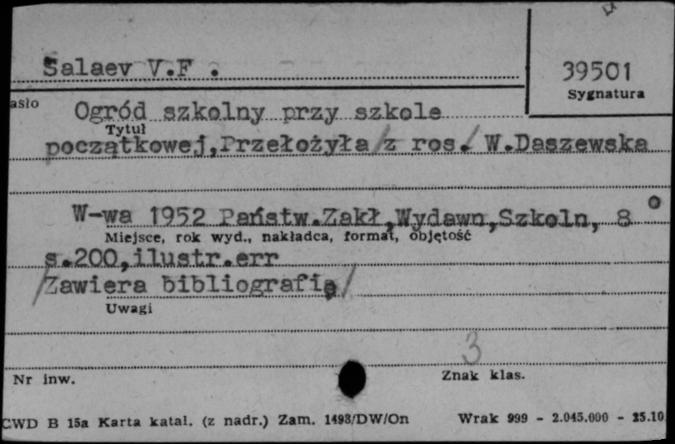 Salaev V.F .
39501
Sygnatura
asło
Ogród szkolny przy szkole
Tytuł
początkowej,Przełożyła/z ros./ W.Daszewska
W-wa 1952 Państw.Zakł,Wydawn,Szkoln, 8°
Miejsce, rok wyd., nakładca, format, objętość
s.200,ilustr.err
/Zawiera bibliografię/
Uwagi
3
Nr inw.
Znak klas.
CWD B 15a Karta katal. (z nadr.) Zam. 1493/DW/On
Wrak 999 - 2.045.000 - 25.10